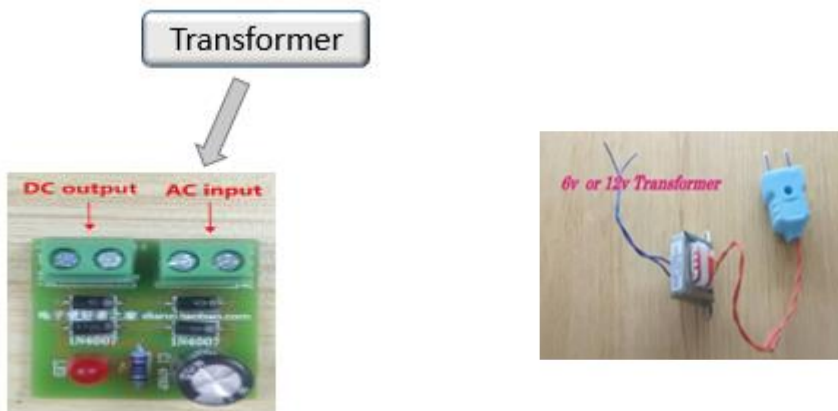 Transformer
DC output AC input
6v or 12v Transformer
1N4007 1N4007